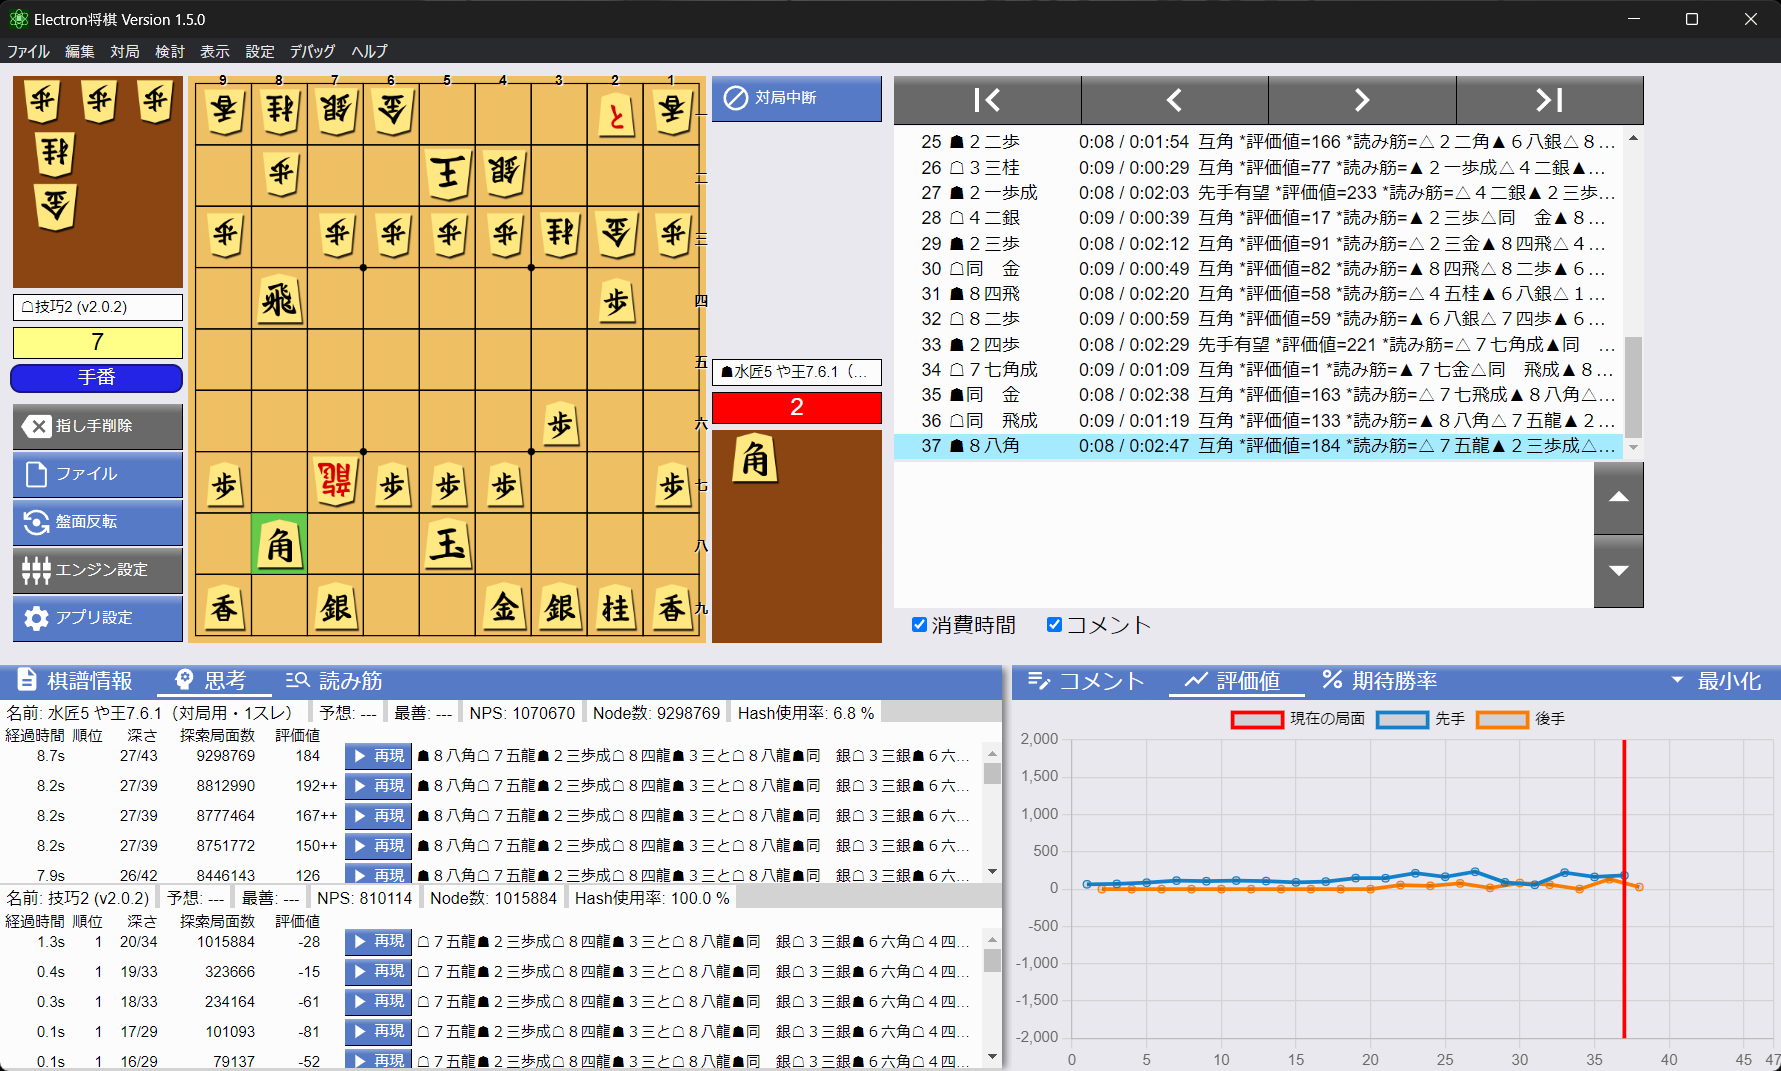 Electron将棋 Version 1.5.0
ファイル 編集 対局 検討 表示 設定 デバッグ ヘルプ
歩 歩 歩
桂
金
☖技巧2 (v2.0.2)
7
手番
指し手削除
ファイル
盤面反転
エンジン設定
アプリ設定
9 8 7 6 5 4 3 2 1
香 桂 銀 金 と 香 一
歩 王 銀 二
歩 歩 歩 歩 歩 桂 金 歩 三
飛 歩 四
五
歩 六
歩 龍 歩 歩 歩 歩 七
角 玉 八
香 銀 金 銀 桂 香 九
対局中断
☗水匠5 や王7.6.1（…
2
角
25 ☗２二歩 0:08 / 0:01:54 互角 *評価値=166 *読み筋=△２二角▲６八銀△８…
26 ☖３三桂 0:09 / 0:00:29 互角 *評価値=77 *読み筋=▲２一歩成△４二銀▲…
27 ☗２一歩成 0:08 / 0:02:03 先手有望 *評価値=233 *読み筋=△４二銀▲２三歩…
28 ☖４二銀 0:09 / 0:00:39 互角 *評価値=17 *読み筋=▲２三歩△同　金▲８…
29 ☗２三歩 0:08 / 0:02:12 互角 *評価値=91 *読み筋=△２三金▲８四飛△４…
30 ☖同　金 0:09 / 0:00:49 互角 *評価値=82 *読み筋=▲８四飛△８二歩▲６…
31 ☗８四飛 0:08 / 0:02:20 互角 *評価値=58 *読み筋=△４五桂▲６八銀△１…
32 ☖８二歩 0:09 / 0:00:59 互角 *評価値=59 *読み筋=▲６八銀△７四歩▲６…
33 ☗２四歩 0:08 / 0:02:29 先手有望 *評価値=221 *読み筋=△７七角成▲同　…
34 ☖７七角成 0:09 / 0:01:09 互角 *評価値=1 *読み筋=▲７七金△同　飛成▲８…
35 ☗同　金 0:08 / 0:02:38 互角 *評価値=163 *読み筋=△７七飛成▲８八角△…
36 ☖同　飛成 0:09 / 0:01:19 互角 *評価値=133 *読み筋=▲８八角△７五龍▲２…
37 ☗８八角 0:08 / 0:02:47 互角 *評価値=184 *読み筋=△７五龍▲２三歩成△…
消費時間 コメント
棋譜情報 思考 読み筋
名前: 水匠5 や王7.6.1（対局用・1スレ） 予想: --- 最善: --- NPS: 1070670 Node数: 9298769 Hash使用率: 6.8 %
経過時間 順位 深さ 探索局面数 評価値
8.7s 27/43 9298769 184 再現 ☗８八角☖７五龍☗２三歩成☖８四龍☗３三と☖８八龍☗同　銀☖３三銀☗６六…
8.2s 27/39 8812990 192++ 再現 ☗８八角☖７五龍☗２三歩成☖８四龍☗３三と☖８八龍☗同　銀☖３三銀☗６六…
8.2s 27/39 8777464 167++ 再現 ☗８八角☖７五龍☗２三歩成☖８四龍☗３三と☖８八龍☗同　銀☖３三銀☗６六…
8.2s 27/39 8751772 150++ 再現 ☗８八角☖７五龍☗２三歩成☖８四龍☗３三と☖８八龍☗同　銀☖３三銀☗６六…
7.9s 26/42 8446143 126 再現 ☗８八角☖７五龍☗２三歩成☖８四龍☗３三と☖８八龍☗同　銀☖３三銀☗６六…
名前: 技巧2 (v2.0.2) 予想: --- 最善: --- NPS: 810114 Node数: 1015884 Hash使用率: 100.0 %
経過時間 順位 深さ 探索局面数 評価値
1.3s 1 20/34 1015884 -28 再現 ☖７五龍☗２三歩成☖８四龍☗３三と☖８八龍☗同　銀☖３三銀☗６六角☖４四…
0.4s 1 19/33 323666 -15 再現 ☖７五龍☗２三歩成☖８四龍☗３三と☖８八龍☗同　銀☖３三銀☗６六角☖４四…
0.3s 1 18/33 234164 -61 再現 ☖７五龍☗２三歩成☖８四龍☗３三と☖８八龍☗同　銀☖３三銀☗６六角☖４四…
0.1s 1 17/29 101093 -81 再現 ☖７五龍☗２三歩成☖８四龍☗３三と☖８八龍☗同　銀☖３三銀☗６六角☖４四…
0.1s 1 16/29 79137 -52 再現 ☖７五龍☗２三歩成☖８四龍☗３三と☖８八龍☗同　銀☖３三銀☗６六角☖４四…
コメント 評価値 期待勝率 最小化
現在の局面 先手 後手
2,000
1,500
1,000
500
0
-500
-1,000
-1,500
-2,000
0 5 10 15 20 25 30 35 40 45 47